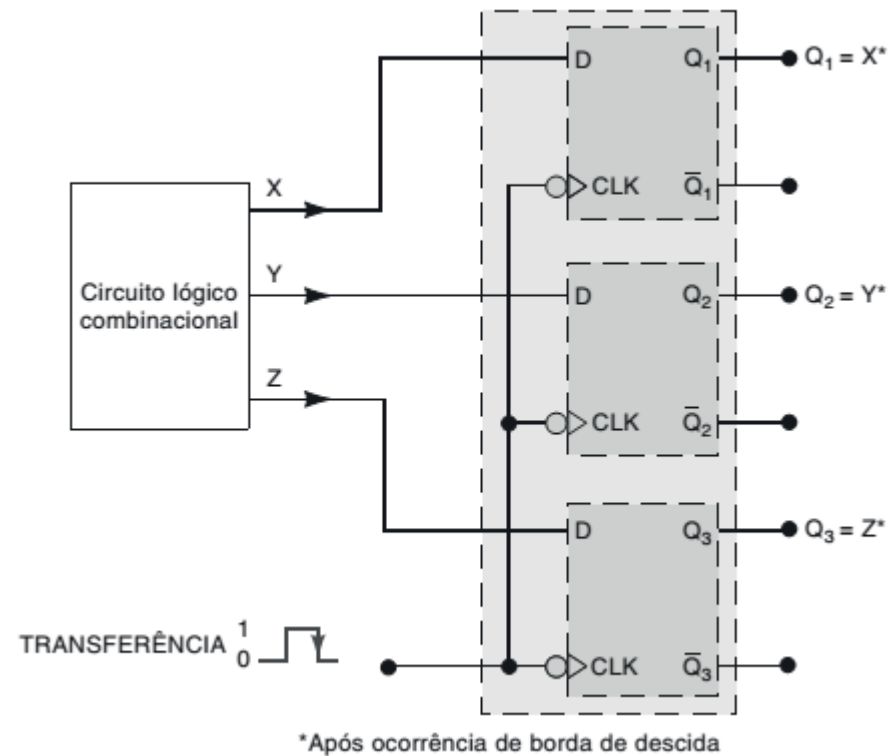 D Q₁ Q₁ = X*
CLK Q̅₁
X
Y
Z
Circuito lógico
combinacional
D Q₂ Q₂ = Y*
CLK Q̅₂
D Q₃ Q₃ = Z*
CLK Q̅₃
TRANSFERÊNCIA 1
0
*Após ocorrência de borda de descida